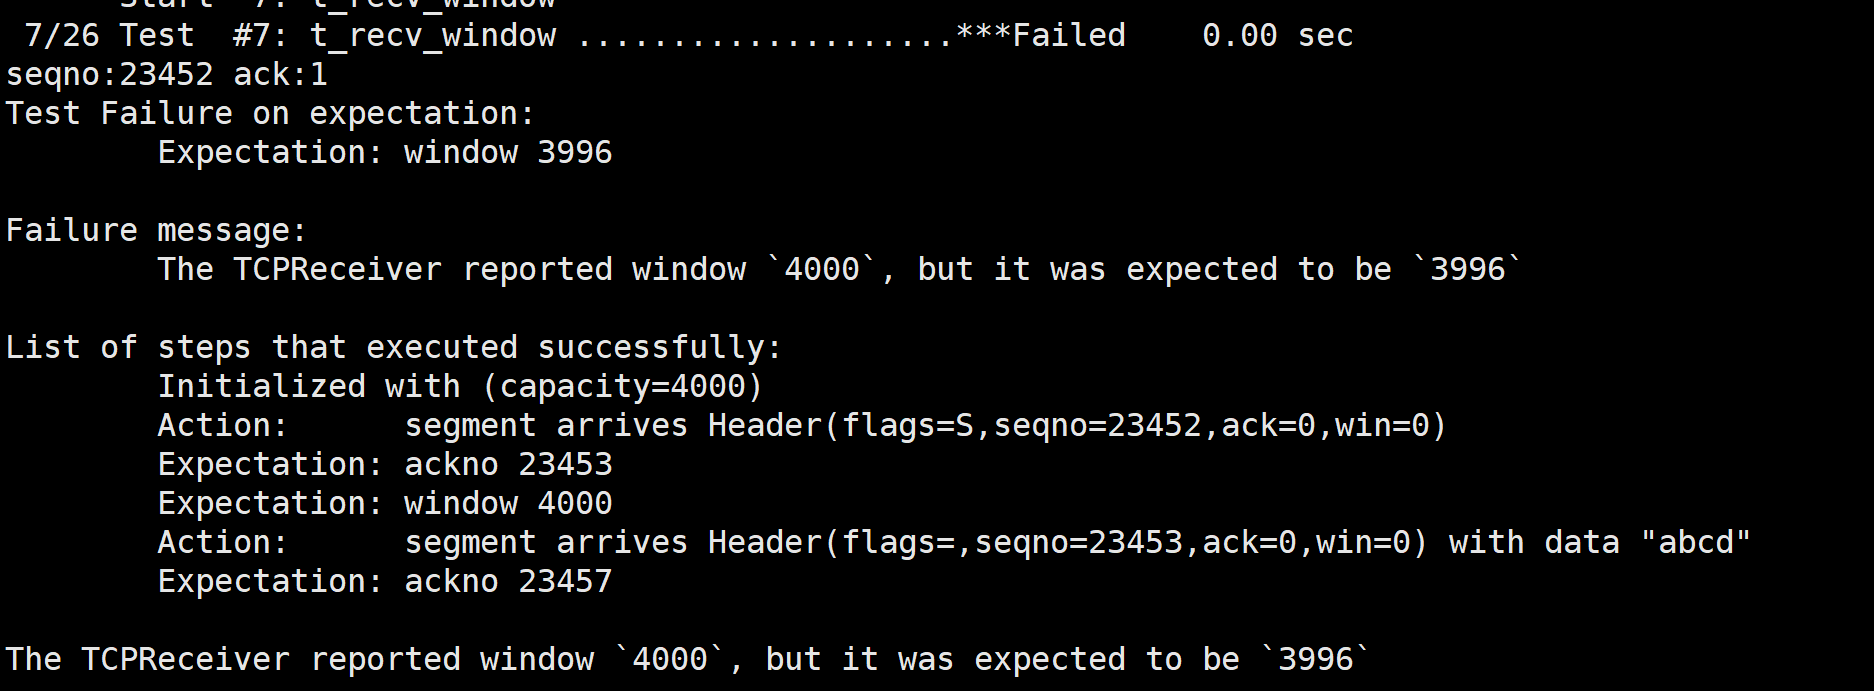 Start  7: t_recv_window
 7/26 Test  #7: t_recv_window ....................***Failed    0.00 sec
seqno:23452 ack:1
Test Failure on expectation:
        Expectation: window 3996

Failure message:
        The TCPReceiver reported window `4000`, but it was expected to be `3996`

List of steps that executed successfully:
        Initialized with (capacity=4000)
        Action:      segment arrives Header(flags=S,seqno=23452,ack=0,win=0)
        Expectation: ackno 23453
        Expectation: window 4000
        Action:      segment arrives Header(flags=,seqno=23453,ack=0,win=0) with data "abcd"
        Expectation: ackno 23457

The TCPReceiver reported window `4000`, but it was expected to be `3996`